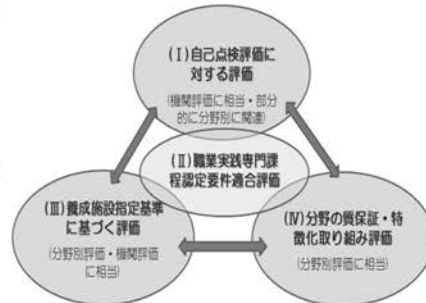 (Ⅰ)自己点検評価に
対する評価
(機関評価に相当・部分
的に分野別に関連)
(Ⅱ)職業実践専門課
程認定要件適合評価
(Ⅲ)養成施設指定基準
に基づく評価
(分野別評価・機関評価
に相当)
(Ⅳ)分野の質保証・特
徴化取り組み評価
(分野別評価に相当)